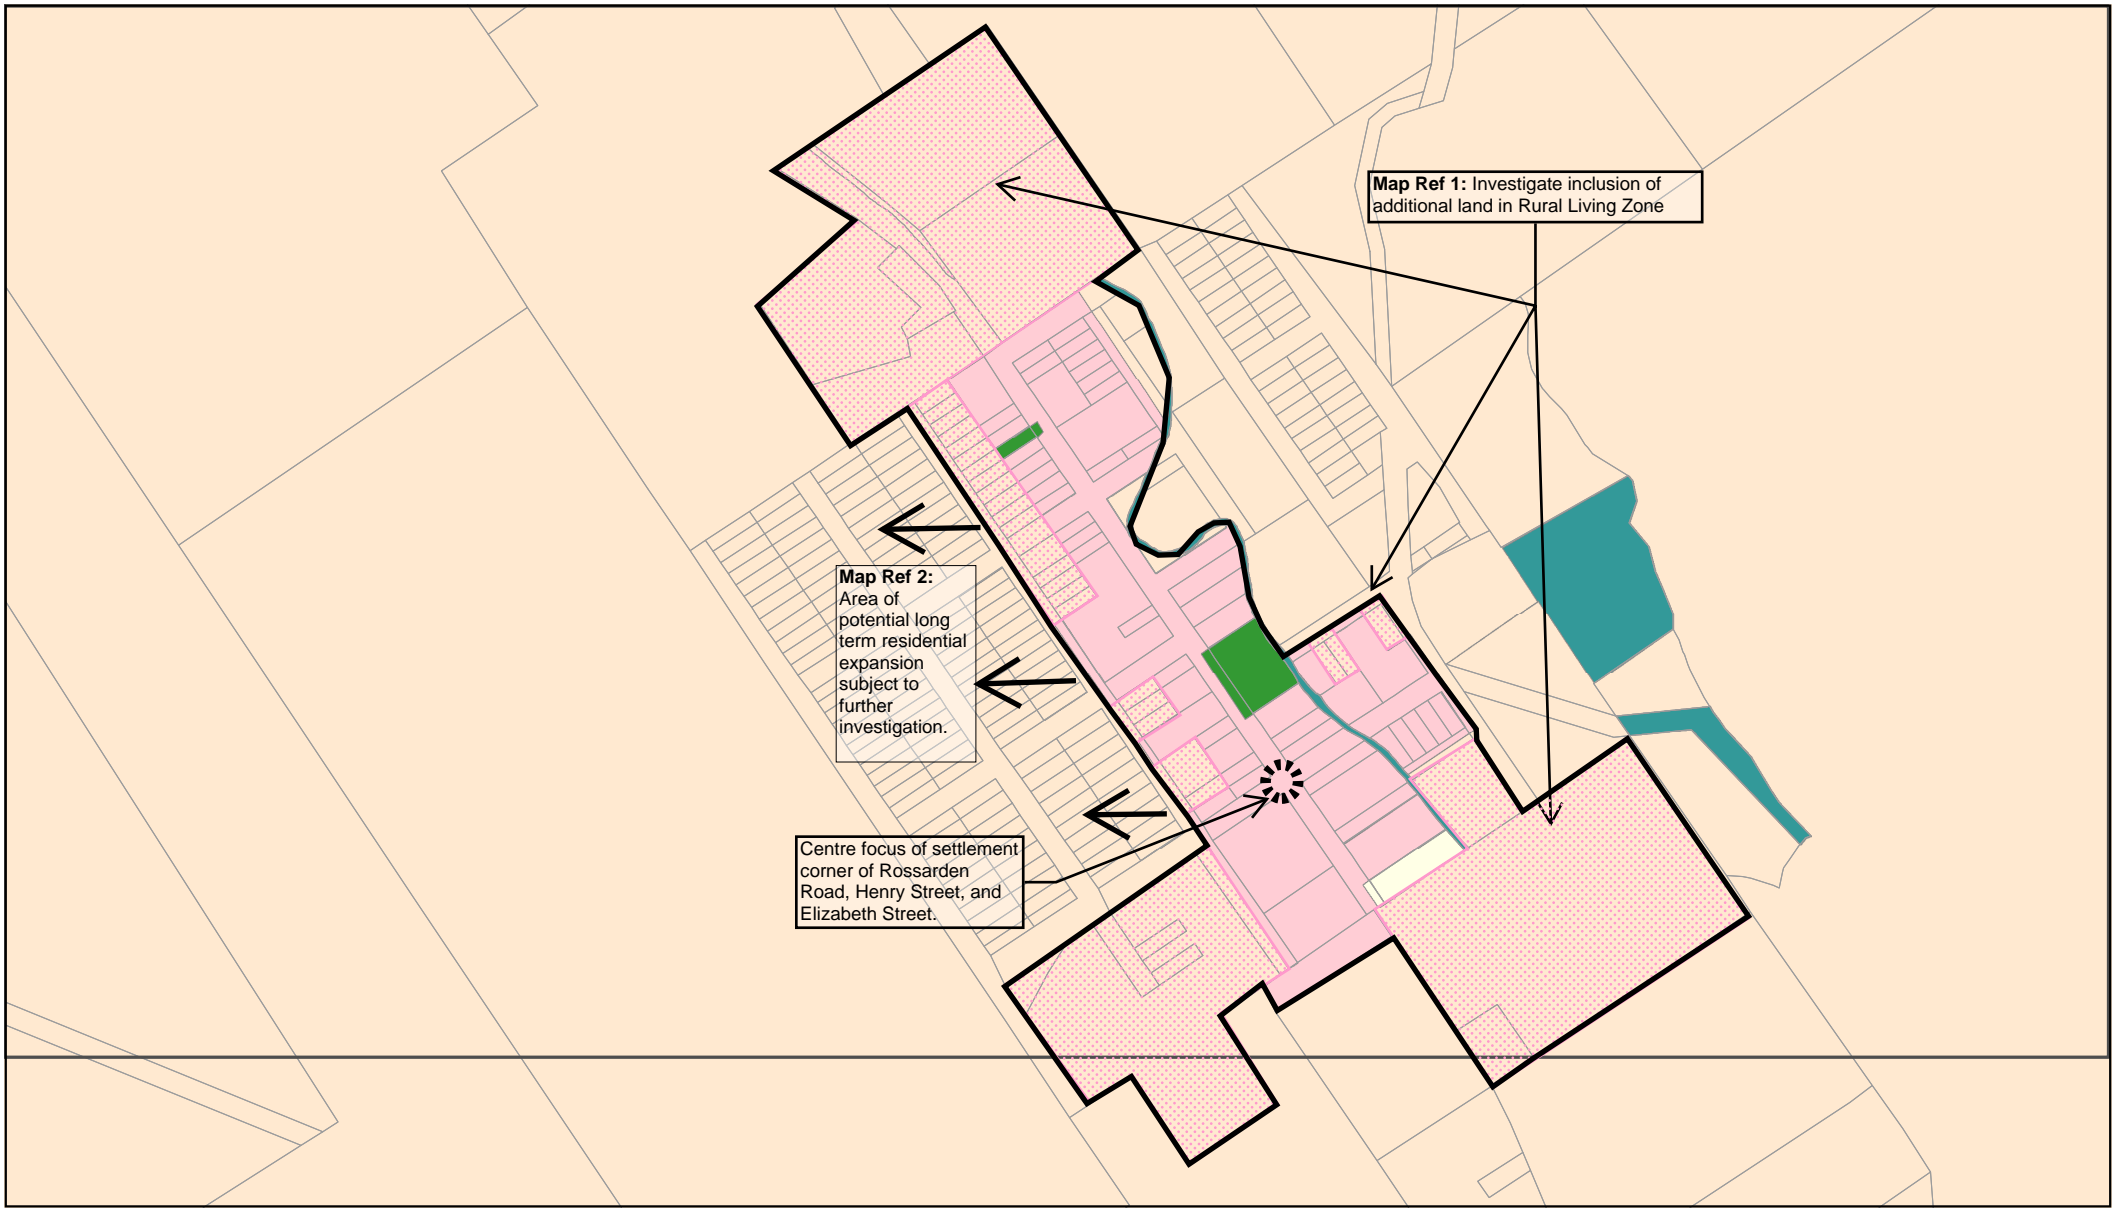 Map Ref 1: Investigate inclusion of
additional land in Rural Living Zone
Map Ref 2:
Area of
potential long
term residential
expansion
subject to
further
investigation.
Centre focus of settlement
corner of Rossarden
Road, Henry Street, and
Elizabeth Street.